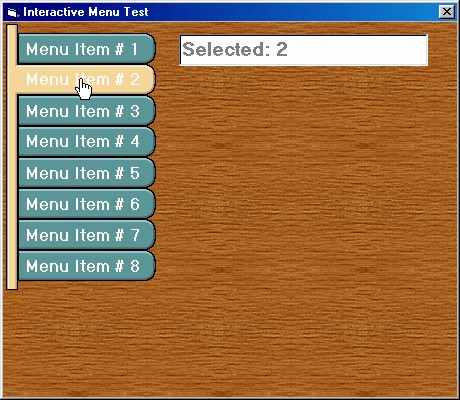 Interactive Menu Test
Menu Item # 1
Selected: 2
Menu Item # 2
Menu Item # 3
Menu Item # 4
Menu Item # 5
Menu Item # 6
Menu Item # 7
Menu Item # 8